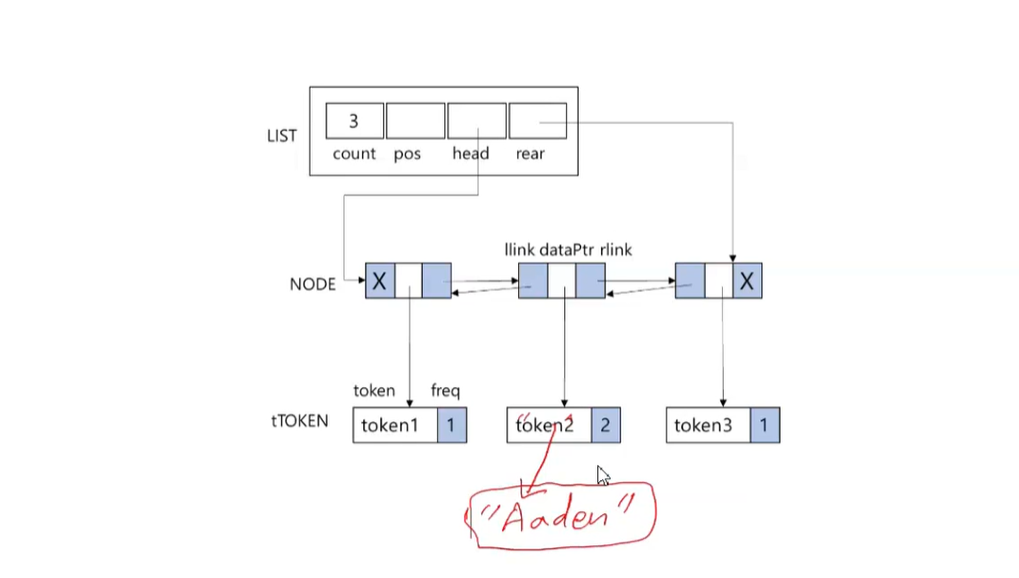 3
LIST
count pos head rear
llink dataPtr rlink
NODE X X
token freq
tTOKEN token1 1 "token2" 2 token3 1
"Aaden"